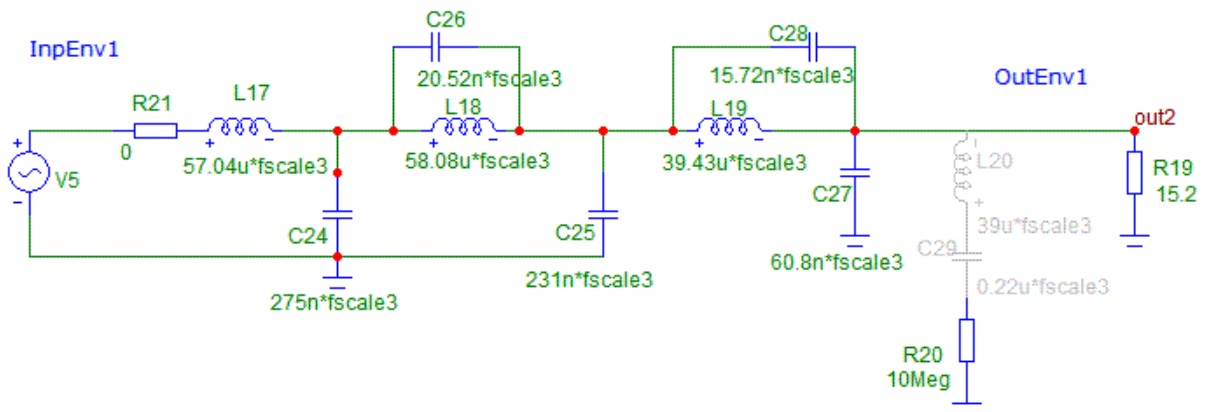 C26
C28
InpEnv1
20.52n*fscale3
15.72n*fscale3
OutEnv1
R21
L17
L18
L19
out2
+
0
+
-
57.04u*fscale3
+
-
58.08u*fscale3
+
-
39.43u*fscale3
-
L20
+
R19
15.2
V5
-
C27
C24
C25
39u*fscale3
C29
275n*fscale3
231n*fscale3
60.8n*fscale3
0.22u*fscale3
R20
10Meg